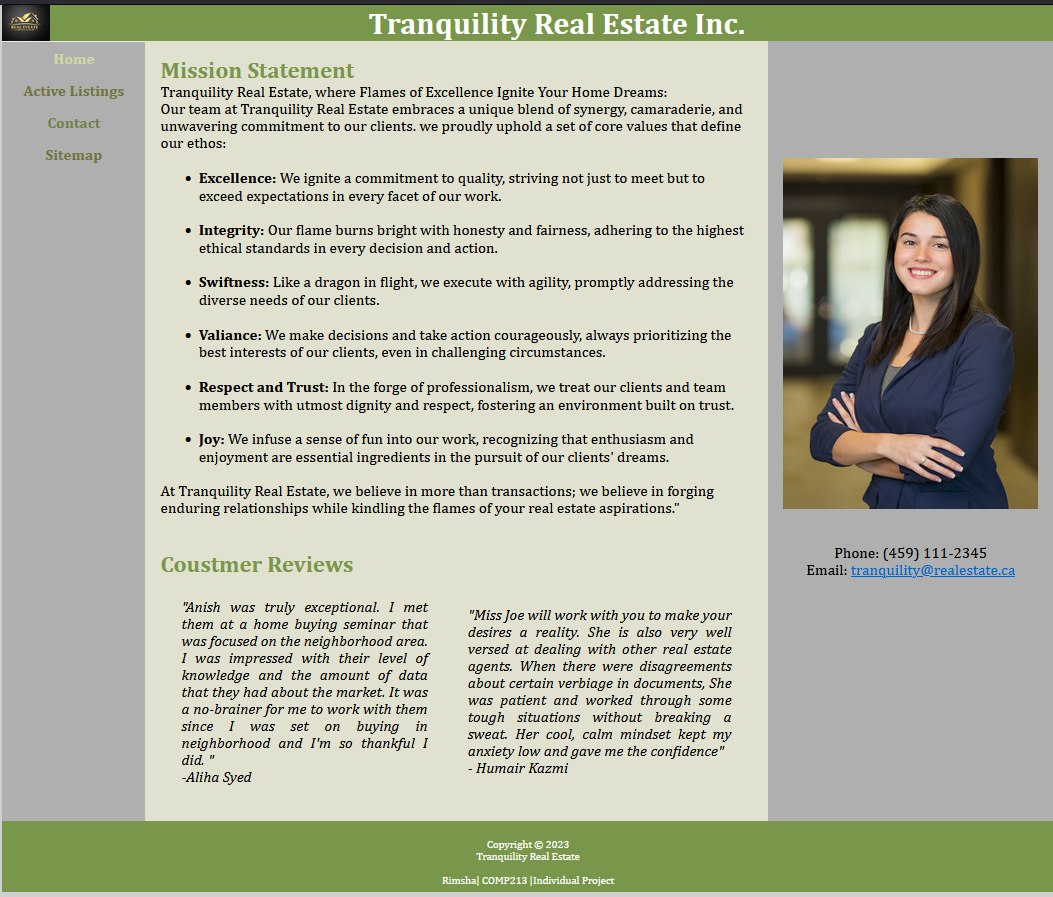 REAL ESTATE
Tranquility Real Estate Inc.
Home
Active Listings
Contact
Sitemap
Mission Statement
Tranquility Real Estate, where Flames of Excellence Ignite Your Home Dreams:
Our team at Tranquility Real Estate embraces a unique blend of synergy, camaraderie, and
unwavering commitment to our clients. we proudly uphold a set of core values that define
our ethos:
• Excellence: We ignite a commitment to quality, striving not just to meet but to
exceed expectations in every facet of our work.
• Integrity: Our flame burns bright with honesty and fairness, adhering to the highest
ethical standards in every decision and action.
• Swiftness: Like a dragon in flight, we execute with agility, promptly addressing the
diverse needs of our clients.
• Valiance: We make decisions and take action courageously, always prioritizing the
best interests of our clients, even in challenging circumstances.
• Respect and Trust: In the forge of professionalism, we treat our clients and team
members with utmost dignity and respect, fostering an environment built on trust.
• Joy: We infuse a sense of fun into our work, recognizing that enthusiasm and
enjoyment are essential ingredients in the pursuit of our clients' dreams.
At Tranquility Real Estate, we believe in more than transactions; we believe in forging
enduring relationships while kindling the flames of your real estate aspirations."
Coustmer Reviews
"Anish was truly exceptional. I met
them at a home buying seminar that
was focused on the neighborhood area.
I was impressed with their level of
knowledge and the amount of data
that they had about the market. It was
a no-brainer for me to work with them
since I was set on buying in
neighborhood and I'm so thankful I
did. "
-Aliha Syed
"Miss Joe will work with you to make your
desires a reality. She is also very well
versed at dealing with other real estate
agents. When there were disagreements
about certain verbiage in documents, She
was patient and worked through some
tough situations without breaking a
sweat. Her cool, calm mindset kept my
anxiety low and gave me the confidence"
- Humair Kazmi
Phone: (459) 111-2345
Email: tranquility@realestate.ca
Copyright © 2023
Tranquility Real Estate
Rimsha| COMP213 |Individual Project